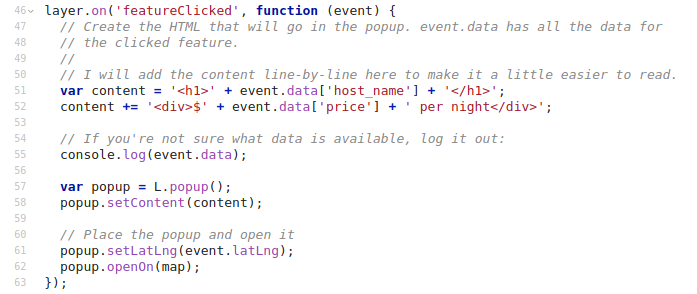 46 layer.on('featureClicked', function (event) {
47 // Create the HTML that will go in the popup. event.data has all the data for
48 // the clicked feature.
49 //
50 // I will add the content line-by-line here to make it a little easier to read.
51 var content = '<h1>' + event.data['host_name'] + '</h1>';
52 content += '<div>$' + event.data['price'] + ' per night</div>';
53
54 // If you're not sure what data is available, log it out:
55 console.log(event.data);
56
57 var popup = L.popup();
58 popup.setContent(content);
59
60 // Place the popup and open it
61 popup.setLatLng(event.latLng);
62 popup.openOn(map);
63 });